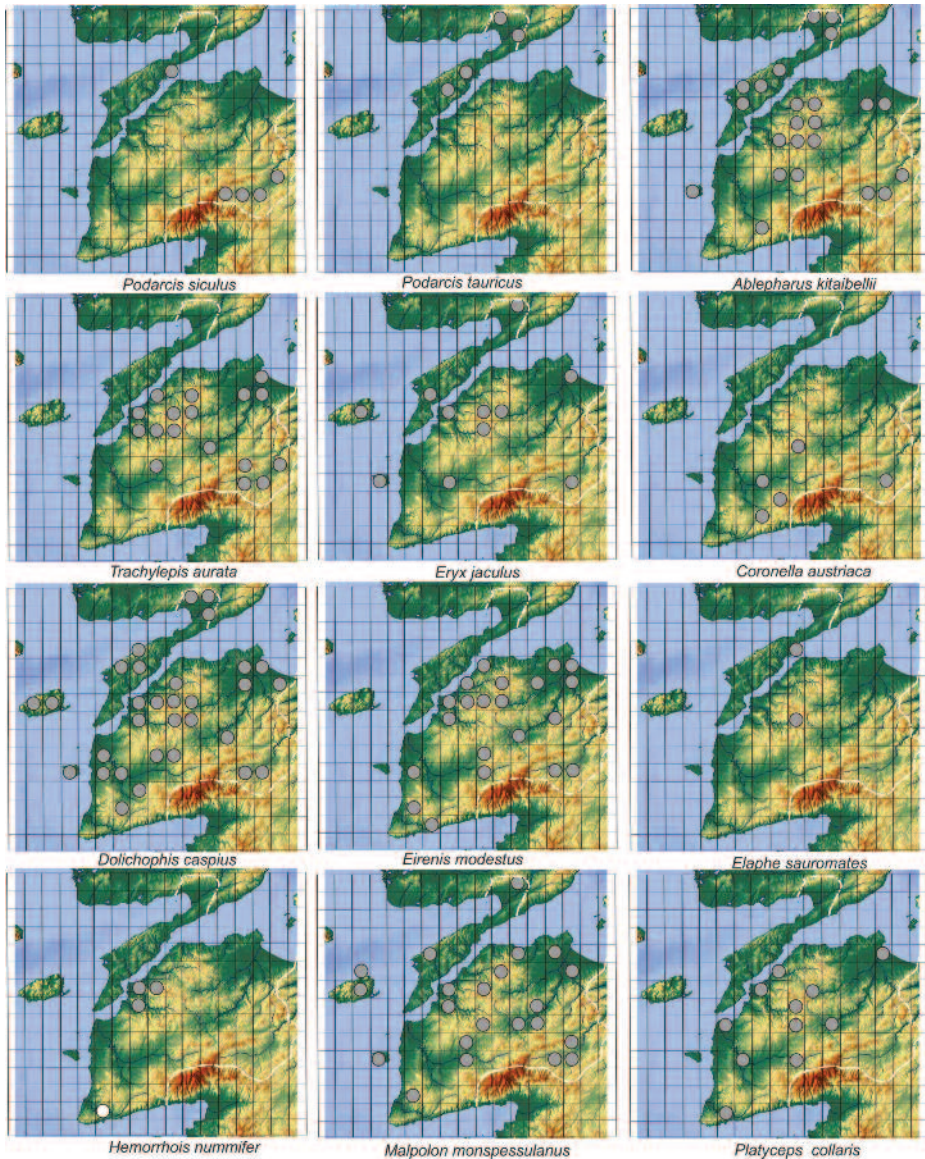 Podarcis siculus
Podarcis tauricus
Ablepharus kitaibellii
Trachylepis aurata
Eryx jaculus
Coronella austriaca
Dolichophis caspius
Eirenis modestus
Elaphe sauromates
Hemorrhois nummifer
Malpolon monspessulanus
Platyceps collaris